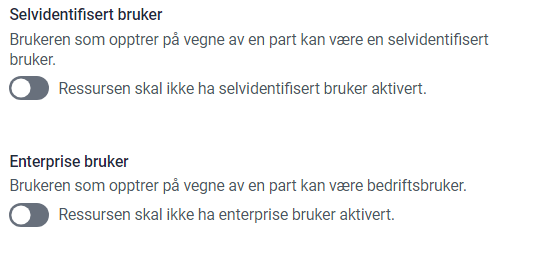 Selvidentifisert bruker
Brukeren som opptrer på vegne av en part kan være en selvidentifisert
bruker.
Ressursen skal ikke ha selvidentifisert bruker aktivert.
Enterprise bruker
Brukeren som opptrer på vegne av en part kan være bedriftsbruker.
Ressursen skal ikke ha enterprise bruker aktivert.